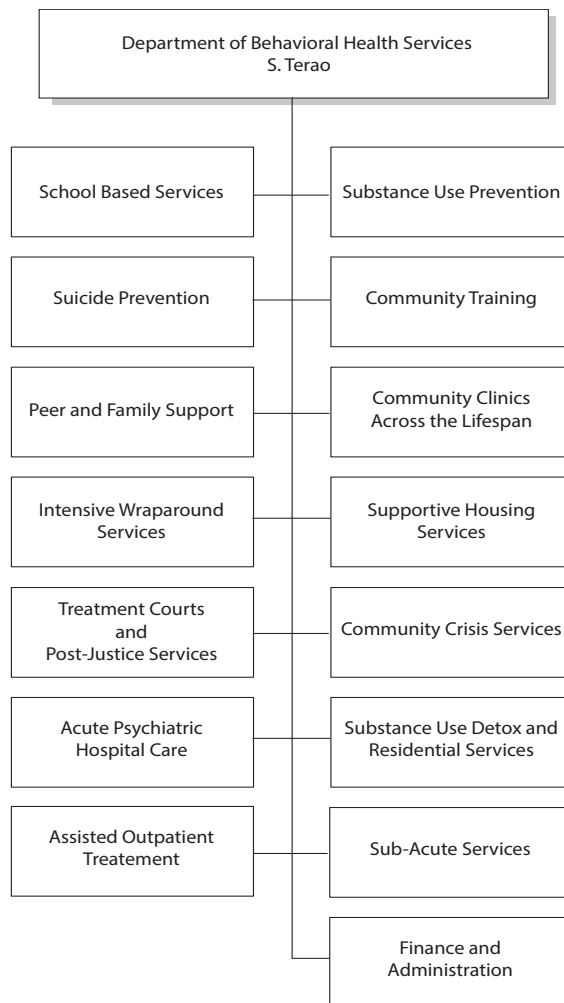 Department of Behavioral Health Services
S. Terao
School Based Services
Substance Use Prevention
Suicide Prevention
Community Training
Peer and Family Support
Community Clinics
Across the Lifespan
Intensive Wraparound
Services
Supportive Housing
Services
Treatment Courts
and
Post-Justice Services
Community Crisis Services
Acute Psychiatric
Hospital Care
Substance Use Detox and
Residential Services
Assisted Outpatient
Treatement
Sub-Acute Services
Finance and
Administration